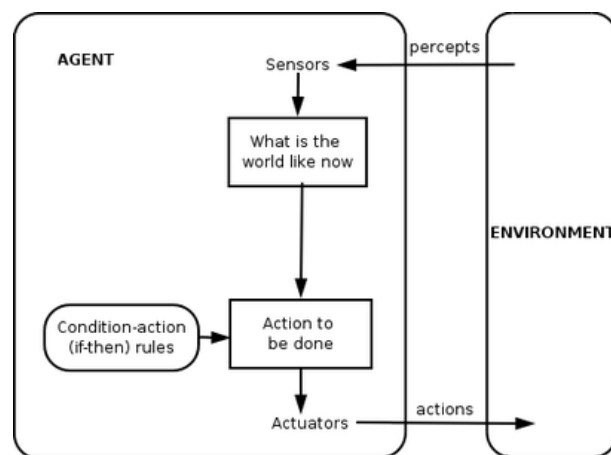 percepts
AGENT
Sensors
What is the
world like now
ENVIRONMENT
Condition-action
(if-then) rules
Action to
be done
actions
Actuators